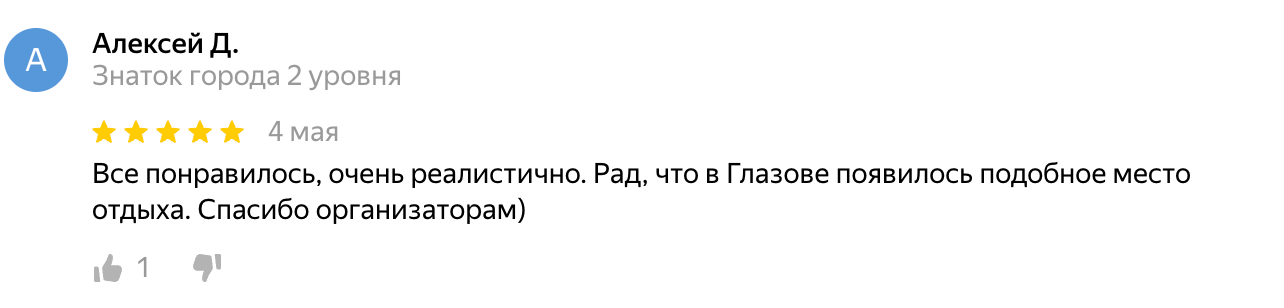 А
Алексей Д.
Знаток города 2 уровня
4 мая
Все понравилось, очень реалистично. Рад, что в Глазове появилось подобное место
отдыха. Спасибо организаторам)
1